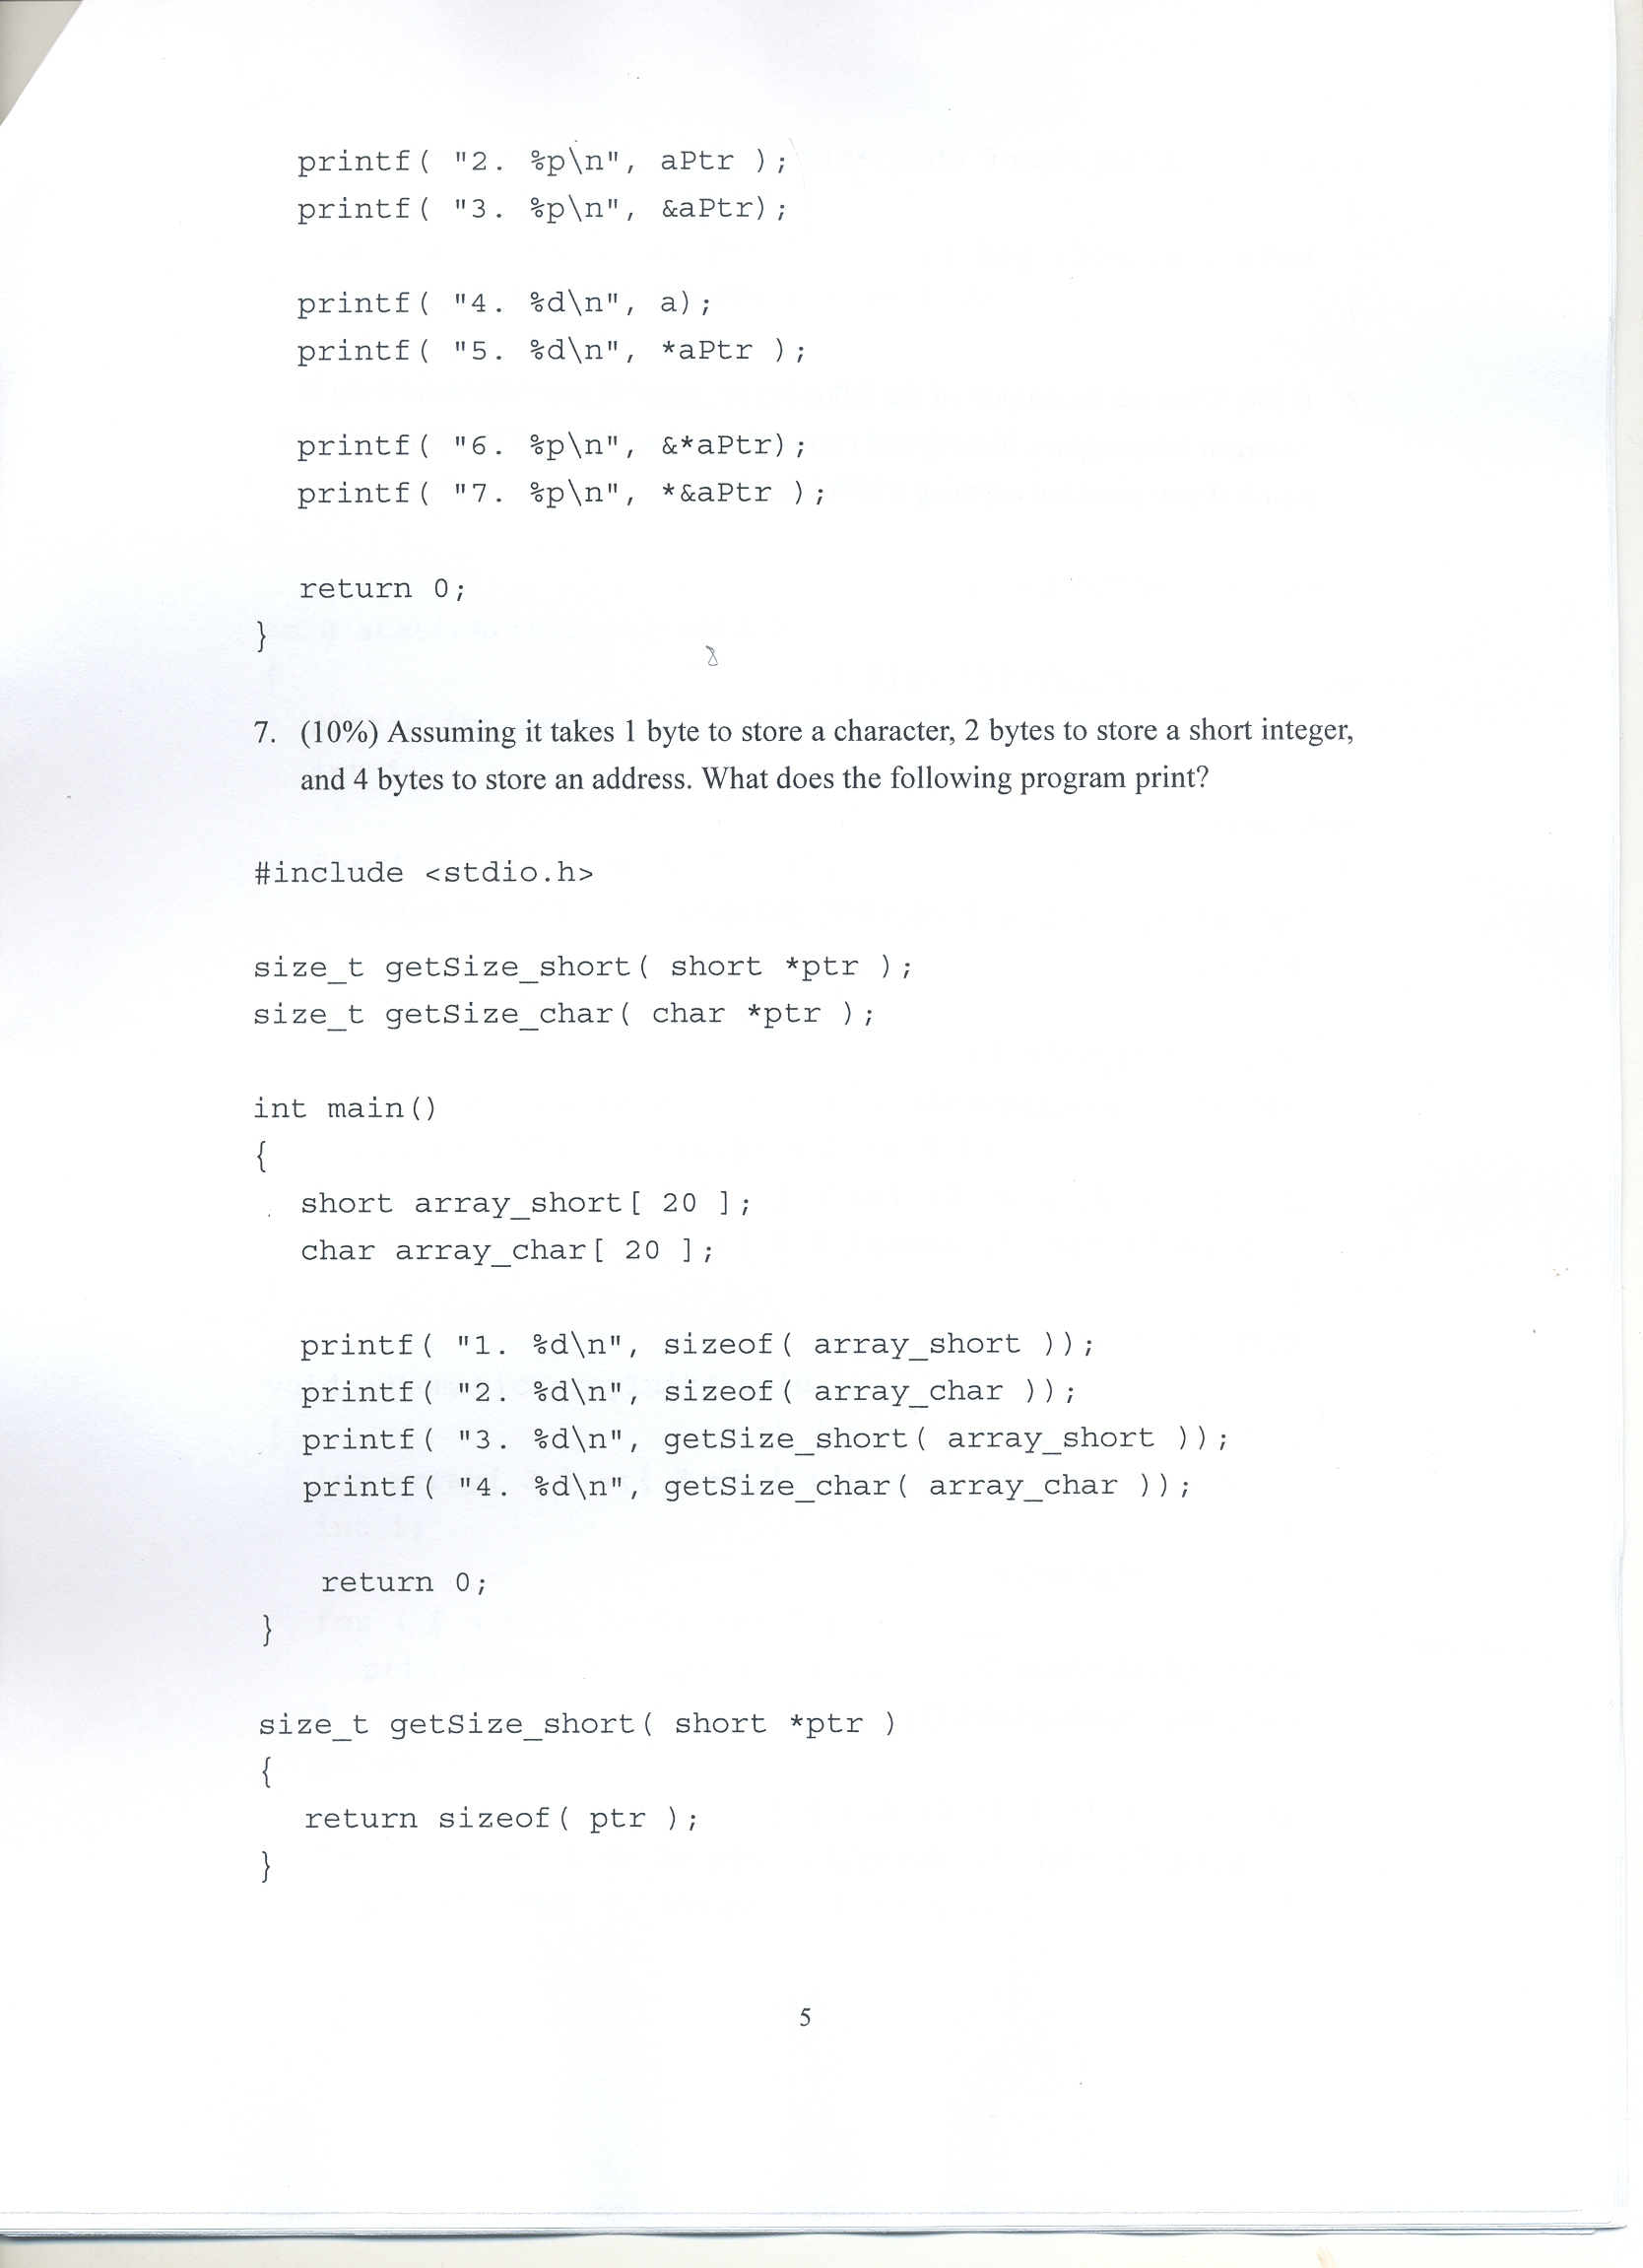 printf( "2. %p\n", aPtr );
printf( "3. %p\n", &aPtr);
printf( "4. %d\n", a);
printf( "5. %d\n", *aPtr );
printf( "6. %p\n", &*aPtr);
printf( "7. %p\n", *&aPtr );
return 0;
}
7. (10%) Assuming it takes 1 byte to store a character, 2 bytes to store a short integer,
and 4 bytes to store an address. What does the following program print?
#include <stdio.h>
size_t getSize_short( short *ptr );
size_t getSize_char( char *ptr );
int main()
{
short array_short[ 20 ];
char array_char[ 20 ];
printf( "1. %d\n", sizeof( array_short ));
printf( "2. %d\n", sizeof( array_char ));
printf( "3. %d\n", getSize_short( array_short ));
printf( "4. %d\n", getSize_char( array_char ));
return 0;
}
size_t getSize_short( short *ptr )
{
return sizeof( ptr );
}
5